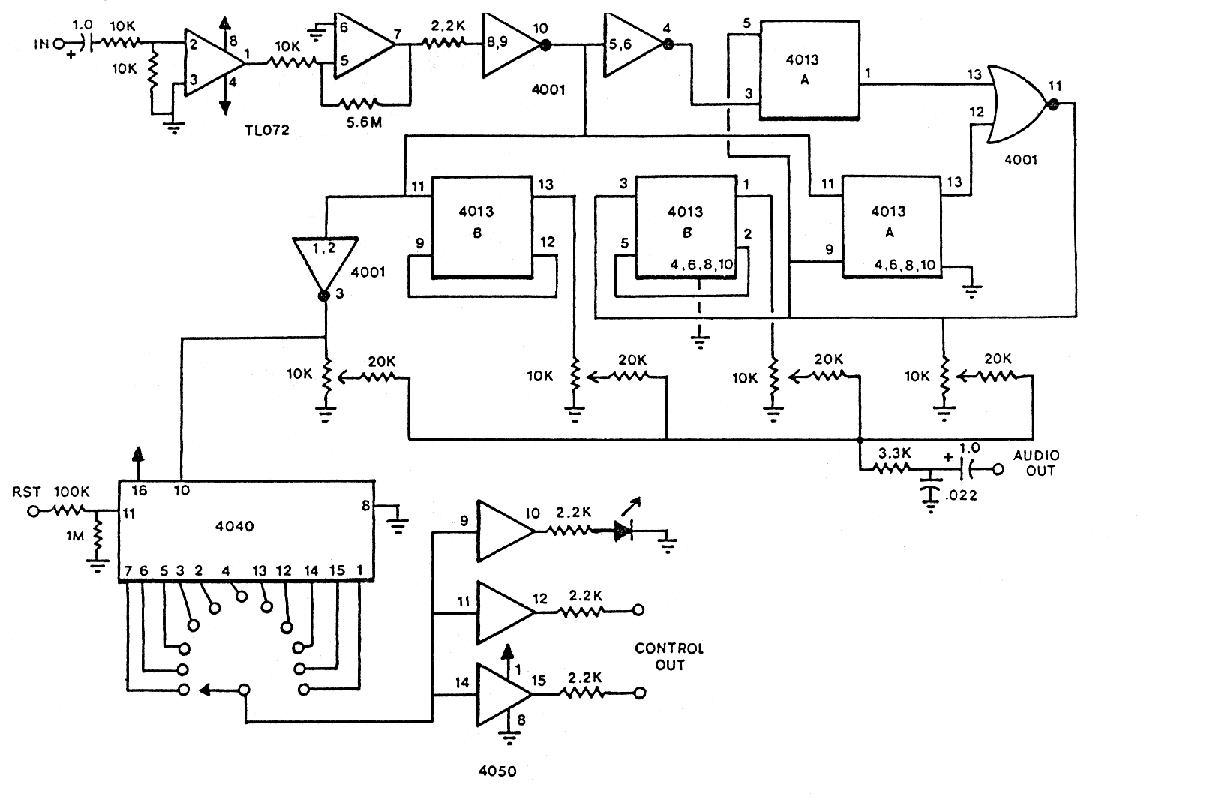 IN
1.0
+
10K
10K
2
3
8
4
1
TL072
10K
6
5
7
5.6M
2.2K
8,9
10
4001
5,6
4
5
3
4013
A
1
13
12
11
4001
11
9
4013
B
13
12
3
5
4013
B
4,6,8,10
1
2
11
9
4013
A
4,6,8,10
13
1,2
4001
3
10K
20K
10K
20K
10K
20K
10K
20K
3.3K
+
1.0
AUDIO
OUT
.022
RST
100K
1M
16
10
11
4040
8
7 6 5 3 2 4 13 12 14 15 1
9
10
2.2K
11
12
2.2K
CONTROL
OUT
14
1
15
2.2K
8
4050